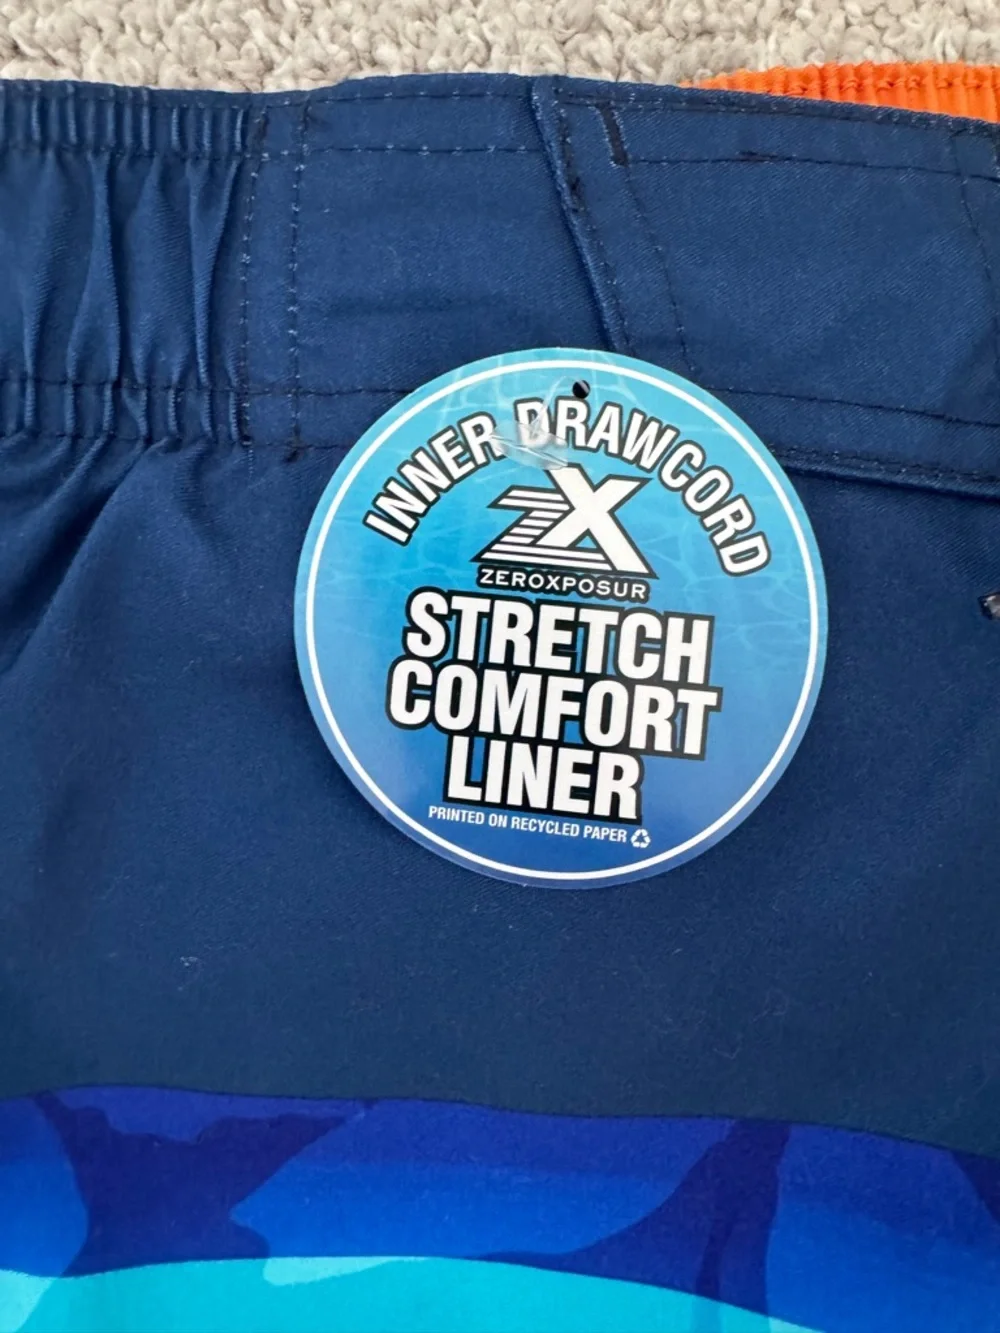 INNER DRAWCORD
ZX
ZEROXPOSUR
STRETCH
COMFORT
LINER
PRINTED ON RECYCLED PAPER